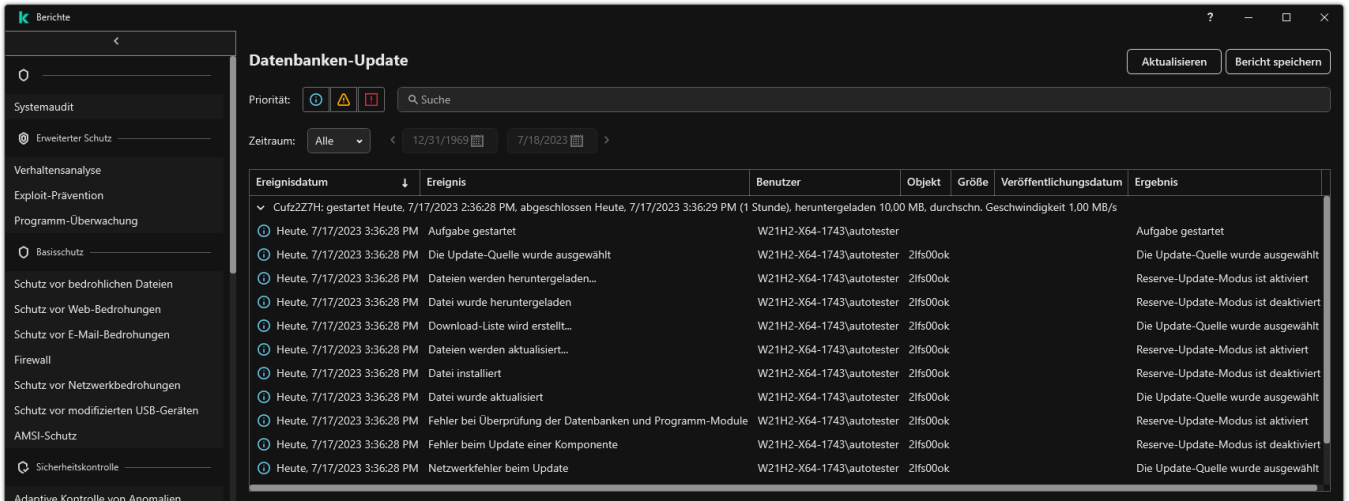 Berichte
?
Systemaudit
Erweiterter Schutz
Verhaltensanalyse
Exploit-Prävention
Programm-Überwachung
Basisschutz
Schutz vor bedrohlichen Dateien
Schutz vor Web-Bedrohungen
Schutz vor E-Mail-Bedrohungen
Firewall
Schutz vor Netzwerkbedrohungen
Schutz vor modifizierten USB-Geräten
AMSI-Schutz
Sicherheitskontrolle
Adaptive Kontrolle von Anomalien
Datenbanken-Update
Aktualisieren Bericht speichern
Priorität: Suche
Zeitraum: Alle 12/31/1969 7/18/2023
Ereignisdatum Ereignis Benutzer Objekt Größe Veröffentlichungsdatum Ergebnis
Cufz2Z7H: gestartet Heute, 7/17/2023 2:36:28 PM, abgeschlossen Heute, 7/17/2023 3:36:29 PM (1 Stunde), heruntergeladen 10,00 MB, durchschn. Geschwindigkeit 1,00 MB/s
Heute, 7/17/2023 3:36:28 PM Aufgabe gestartet W21H2-X64-1743\autotester Aufgabe gestartet
Heute, 7/17/2023 3:36:28 PM Die Update-Quelle wurde ausgewählt W21H2-X64-1743\autotester 2lfs00ok Die Update-Quelle wurde ausgewählt
Heute, 7/17/2023 3:36:28 PM Dateien werden heruntergeladen... W21H2-X64-1743\autotester 2lfs00ok Reserve-Update-Modus ist aktiviert
Heute, 7/17/2023 3:36:28 PM Datei wurde heruntergeladen W21H2-X64-1743\autotester 2lfs00ok Reserve-Update-Modus ist deaktiviert
Heute, 7/17/2023 3:36:28 PM Download-Liste wird erstellt... W21H2-X64-1743\autotester 2lfs00ok Die Update-Quelle wurde ausgewählt
Heute, 7/17/2023 3:36:28 PM Dateien werden aktualisiert... W21H2-X64-1743\autotester 2lfs00ok Reserve-Update-Modus ist aktiviert
Heute, 7/17/2023 3:36:28 PM Datei installiert W21H2-X64-1743\autotester 2lfs00ok Reserve-Update-Modus ist deaktiviert
Heute, 7/17/2023 3:36:28 PM Datei wurde aktualisiert W21H2-X64-1743\autotester 2lfs00ok Die Update-Quelle wurde ausgewählt
Heute, 7/17/2023 3:36:28 PM Fehler bei Überprüfung der Datenbanken und Programm-Module W21H2-X64-1743\autotester 2lfs00ok Reserve-Update-Modus ist aktiviert
Heute, 7/17/2023 3:36:28 PM Fehler beim Update einer Komponente W21H2-X64-1743\autotester 2lfs00ok Reserve-Update-Modus ist deaktiviert
Heute, 7/17/2023 3:36:28 PM Netzwerkfehler beim Update W21H2-X64-1743\autotester 2lfs00ok Die Update-Quelle wurde ausgewählt